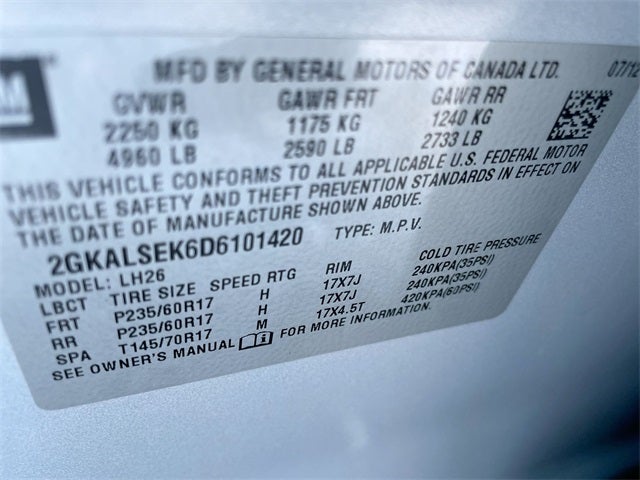 GM
MFD BY GENERAL MOTORS OF CANADA LTD. 07/12
GVWR GAWR FRT GAWR RR
2250 KG 1175 KG 1240 KG
4960 LB 2590 LB 2733 LB
THIS VEHICLE CONFORMS TO ALL APPLICABLE U.S. FEDERAL MOTOR
VEHICLE SAFETY AND THEFT PREVENTION STANDARDS IN EFFECT ON
THE DATE OF MANUFACTURE SHOWN ABOVE.
2GKALSEK6D6101420 TYPE: M.P.V.
MODEL: LH26
LBCT TIRE SIZE SPEED RTG RIM COLD TIRE PRESSURE
FRT P235/60R17 H 17X7J 240KPA(35PSI)
RR P235/60R17 H 17X7J 240KPA(35PSI)
SPA T145/70R17 M 17X4.5T 420KPA(60PSI)
SEE OWNER'S MANUAL FOR MORE INFORMATION.